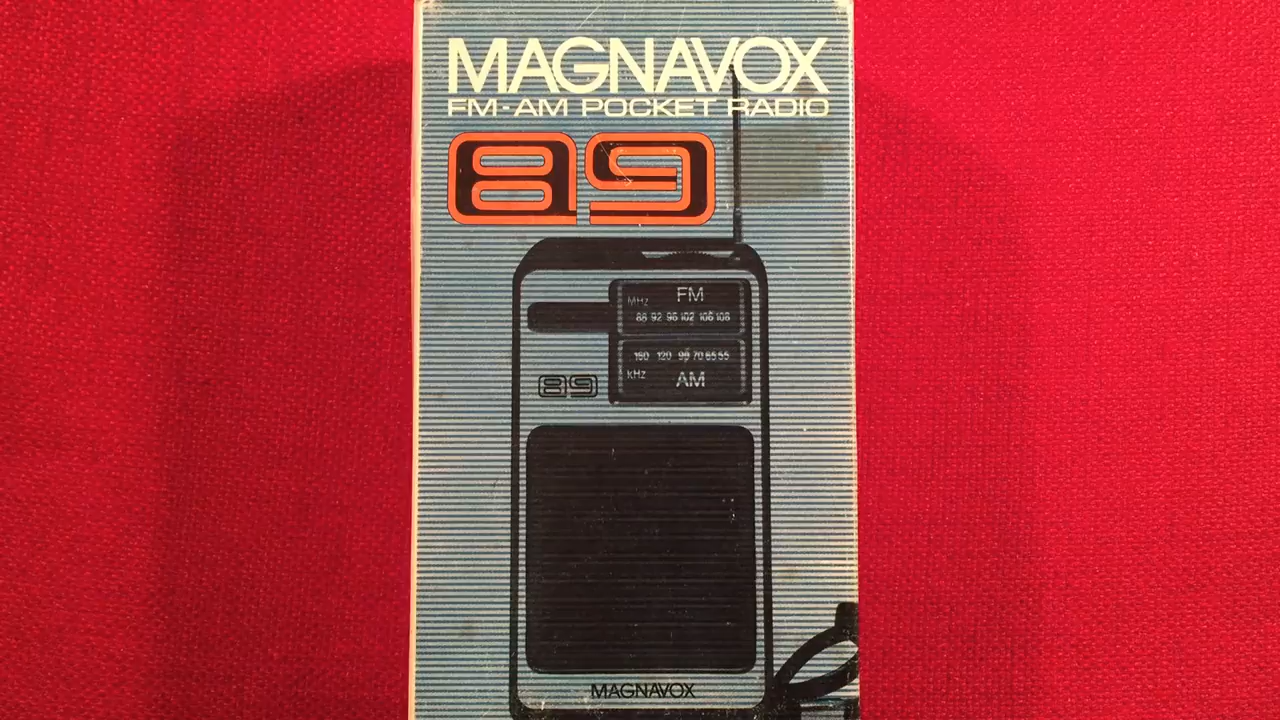 MAGNAVOX
FM-AM POCKET RADIO
89
FM
MHz
88 92 96 102 106 108
160 120 90 70 65 55
kHz
AM
89
MAGNAVOX